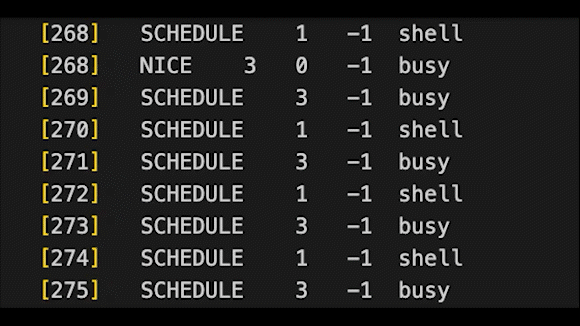 [268] SCHEDULE 1 -1 shell
[268] NICE 3 0 -1 busy
[269] SCHEDULE 3 -1 busy
[270] SCHEDULE 1 -1 shell
[271] SCHEDULE 3 -1 busy
[272] SCHEDULE 1 -1 shell
[273] SCHEDULE 3 -1 busy
[274] SCHEDULE 1 -1 shell
[275] SCHEDULE 3 -1 busy